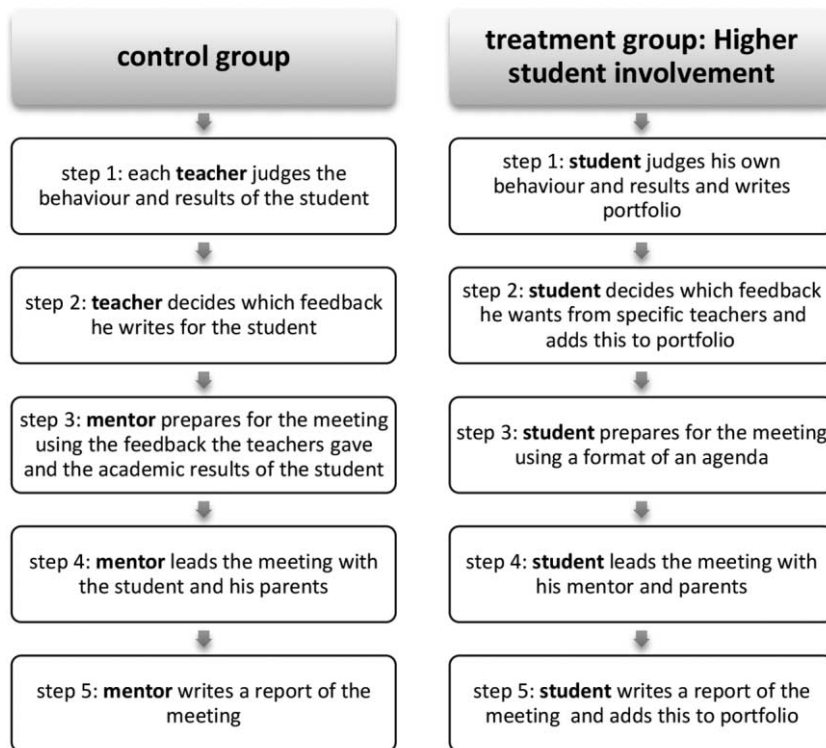 control group
step 1: each teacher judges the
behaviour and results of the student
step 2: teacher decides which feedback
he writes for the student
step 3: mentor prepares for the meeting
using the feedback the teachers gave
and the academic results of the student
step 4: mentor leads the meeting with
the student and his parents
step 5: mentor writes a report of the
meeting
treatment group: Higher
student involvement
step 1: student judges his own
behaviour and results and writes
portfolio
step 2: student decides which feedback
he wants from specific teachers and
adds this to portfolio
step 3: student prepares for the meeting
using a format of an agenda
step 4: student leads the meeting with
his mentor and parents
step 5: student writes a report of the
meeting and adds this to portfolio